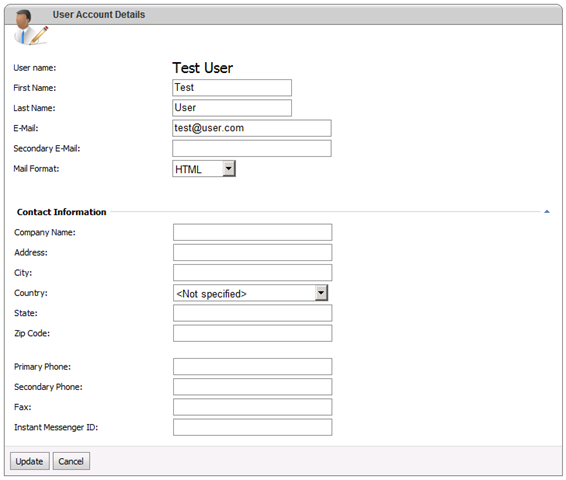 User Account Details
User name: Test User
First Name: Test
Last Name: User
E-Mail: test@user.com
Secondary E-Mail:
Mail Format: HTML
Contact Information
Company Name:
Address:
City:
Country: <Not specified>
State:
Zip Code:
Primary Phone:
Secondary Phone:
Fax:
Instant Messenger ID:
Update Cancel